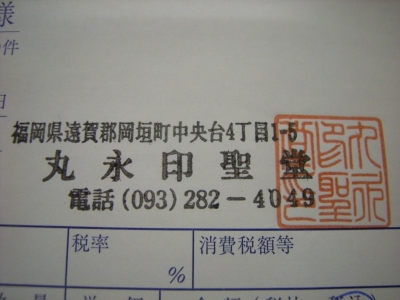 様
件
日
福岡県遠賀郡岡垣町中央台4丁目1-5
丸永印聖堂
電話(093)282-4049
税率
消費税額等
%